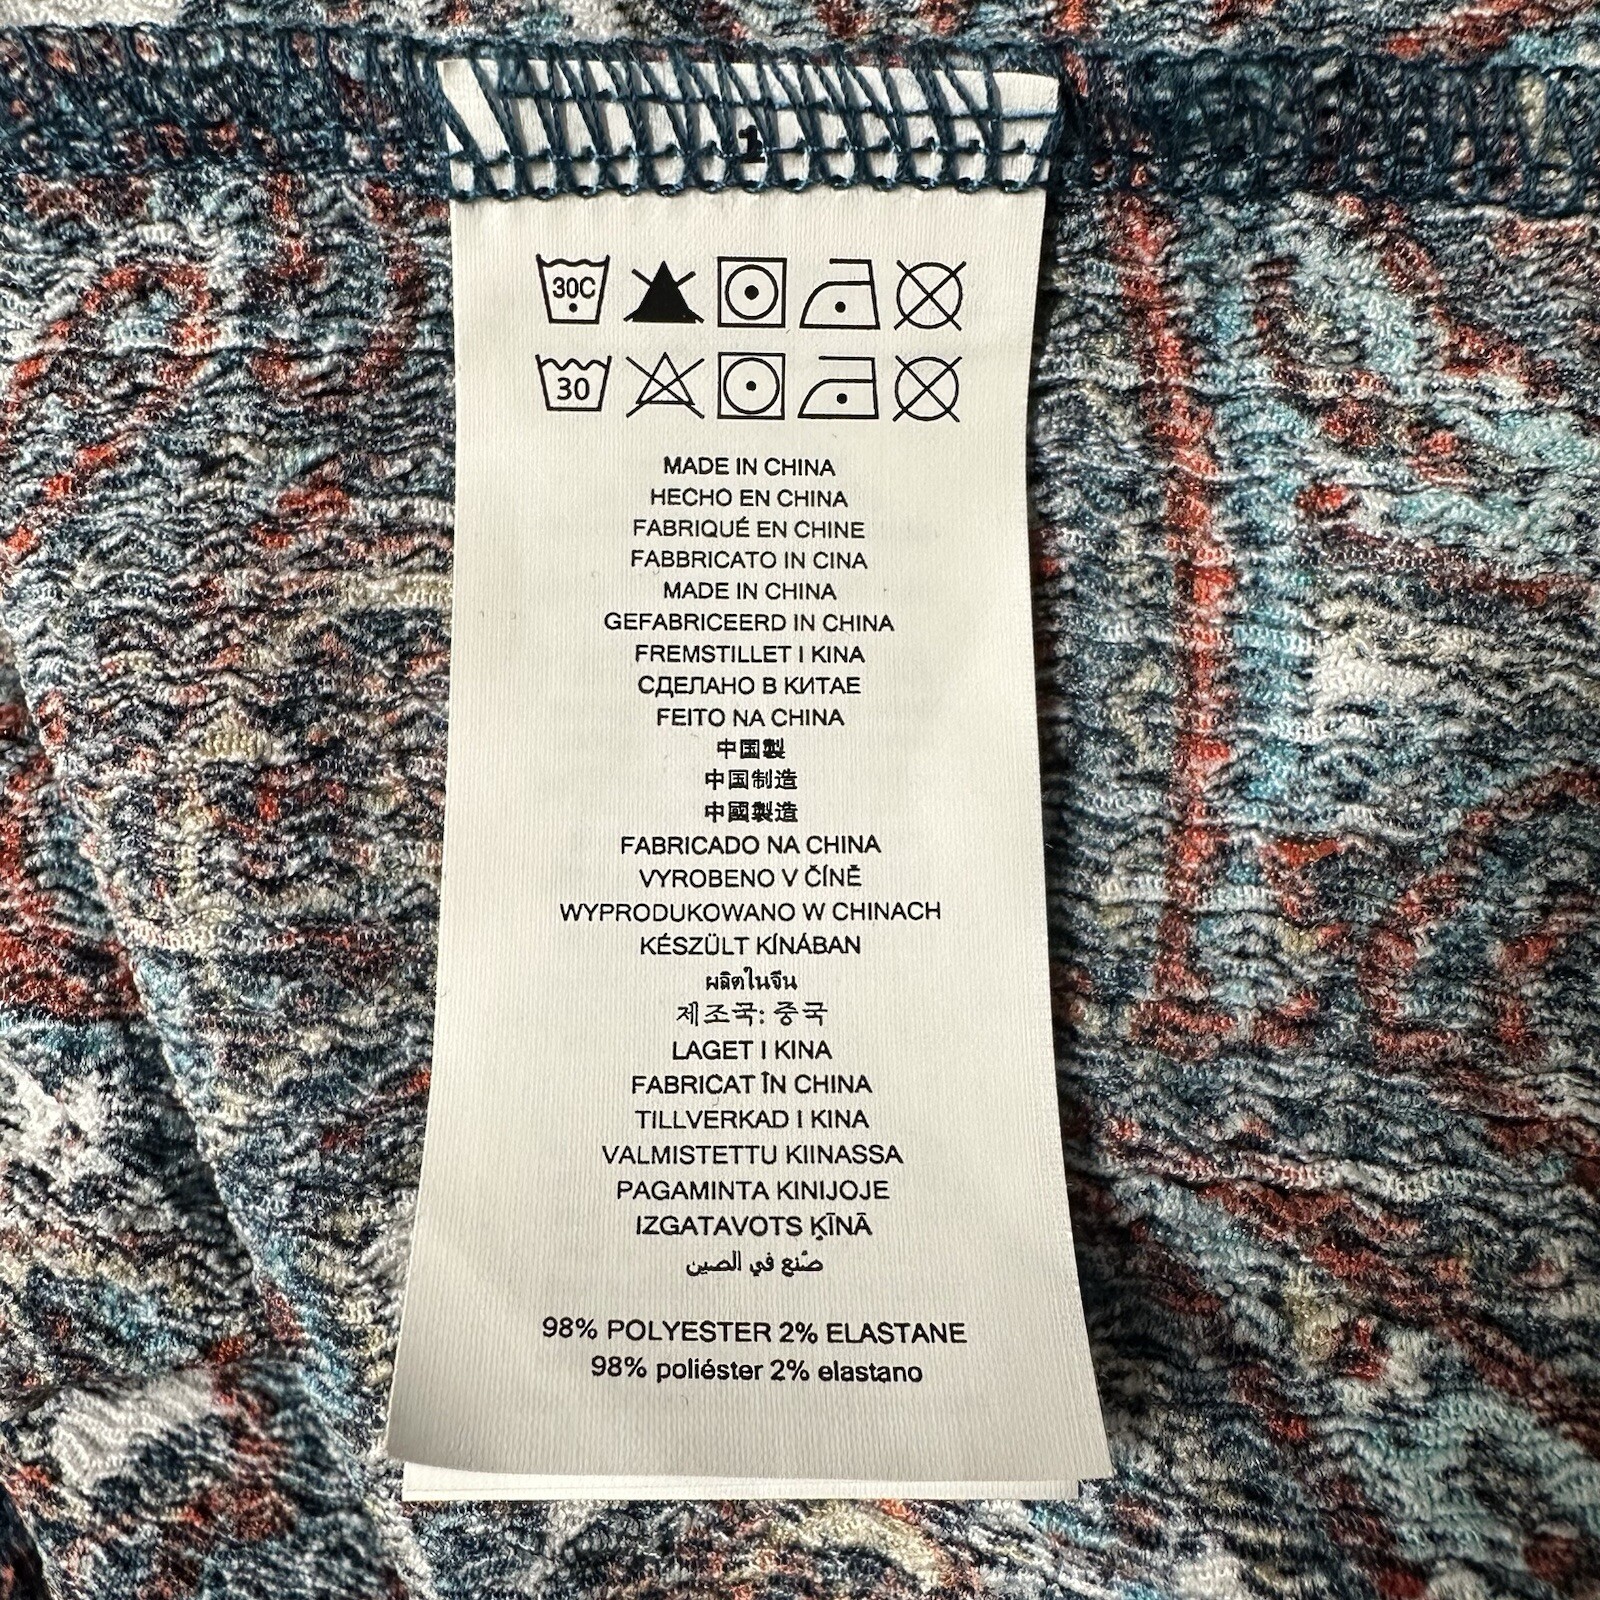 1
30C
30
MADE IN CHINA
HECHO EN CHINA
FABRIQUÉ EN CHINE
FABBRICATO IN CINA
MADE IN CHINA
GEFABRICEERD IN CHINA
FREMSTILLET I KINA
СДЕЛАНО В КИТАЕ
FEITO NA CHINA
中国製
中国制造
中國製造
FABRICADO NA CHINA
VYROBENO V ČÍNĚ
WYPRODUKOWANO W CHINACH
KÉSZÜLT KÍNÁBAN
ผลิตในจีน
제조국: 중국
LAGET I KINA
FABRICAT ÎN CHINA
TILLVERKAD I KINA
VALMISTETTU KIINASSA
PAGAMINTA KINIJOJE
IZGATAVOTS ĶĪNĀ
صُنع في الصين
98% POLYESTER 2% ELASTANE
98% poliéster 2% elastano